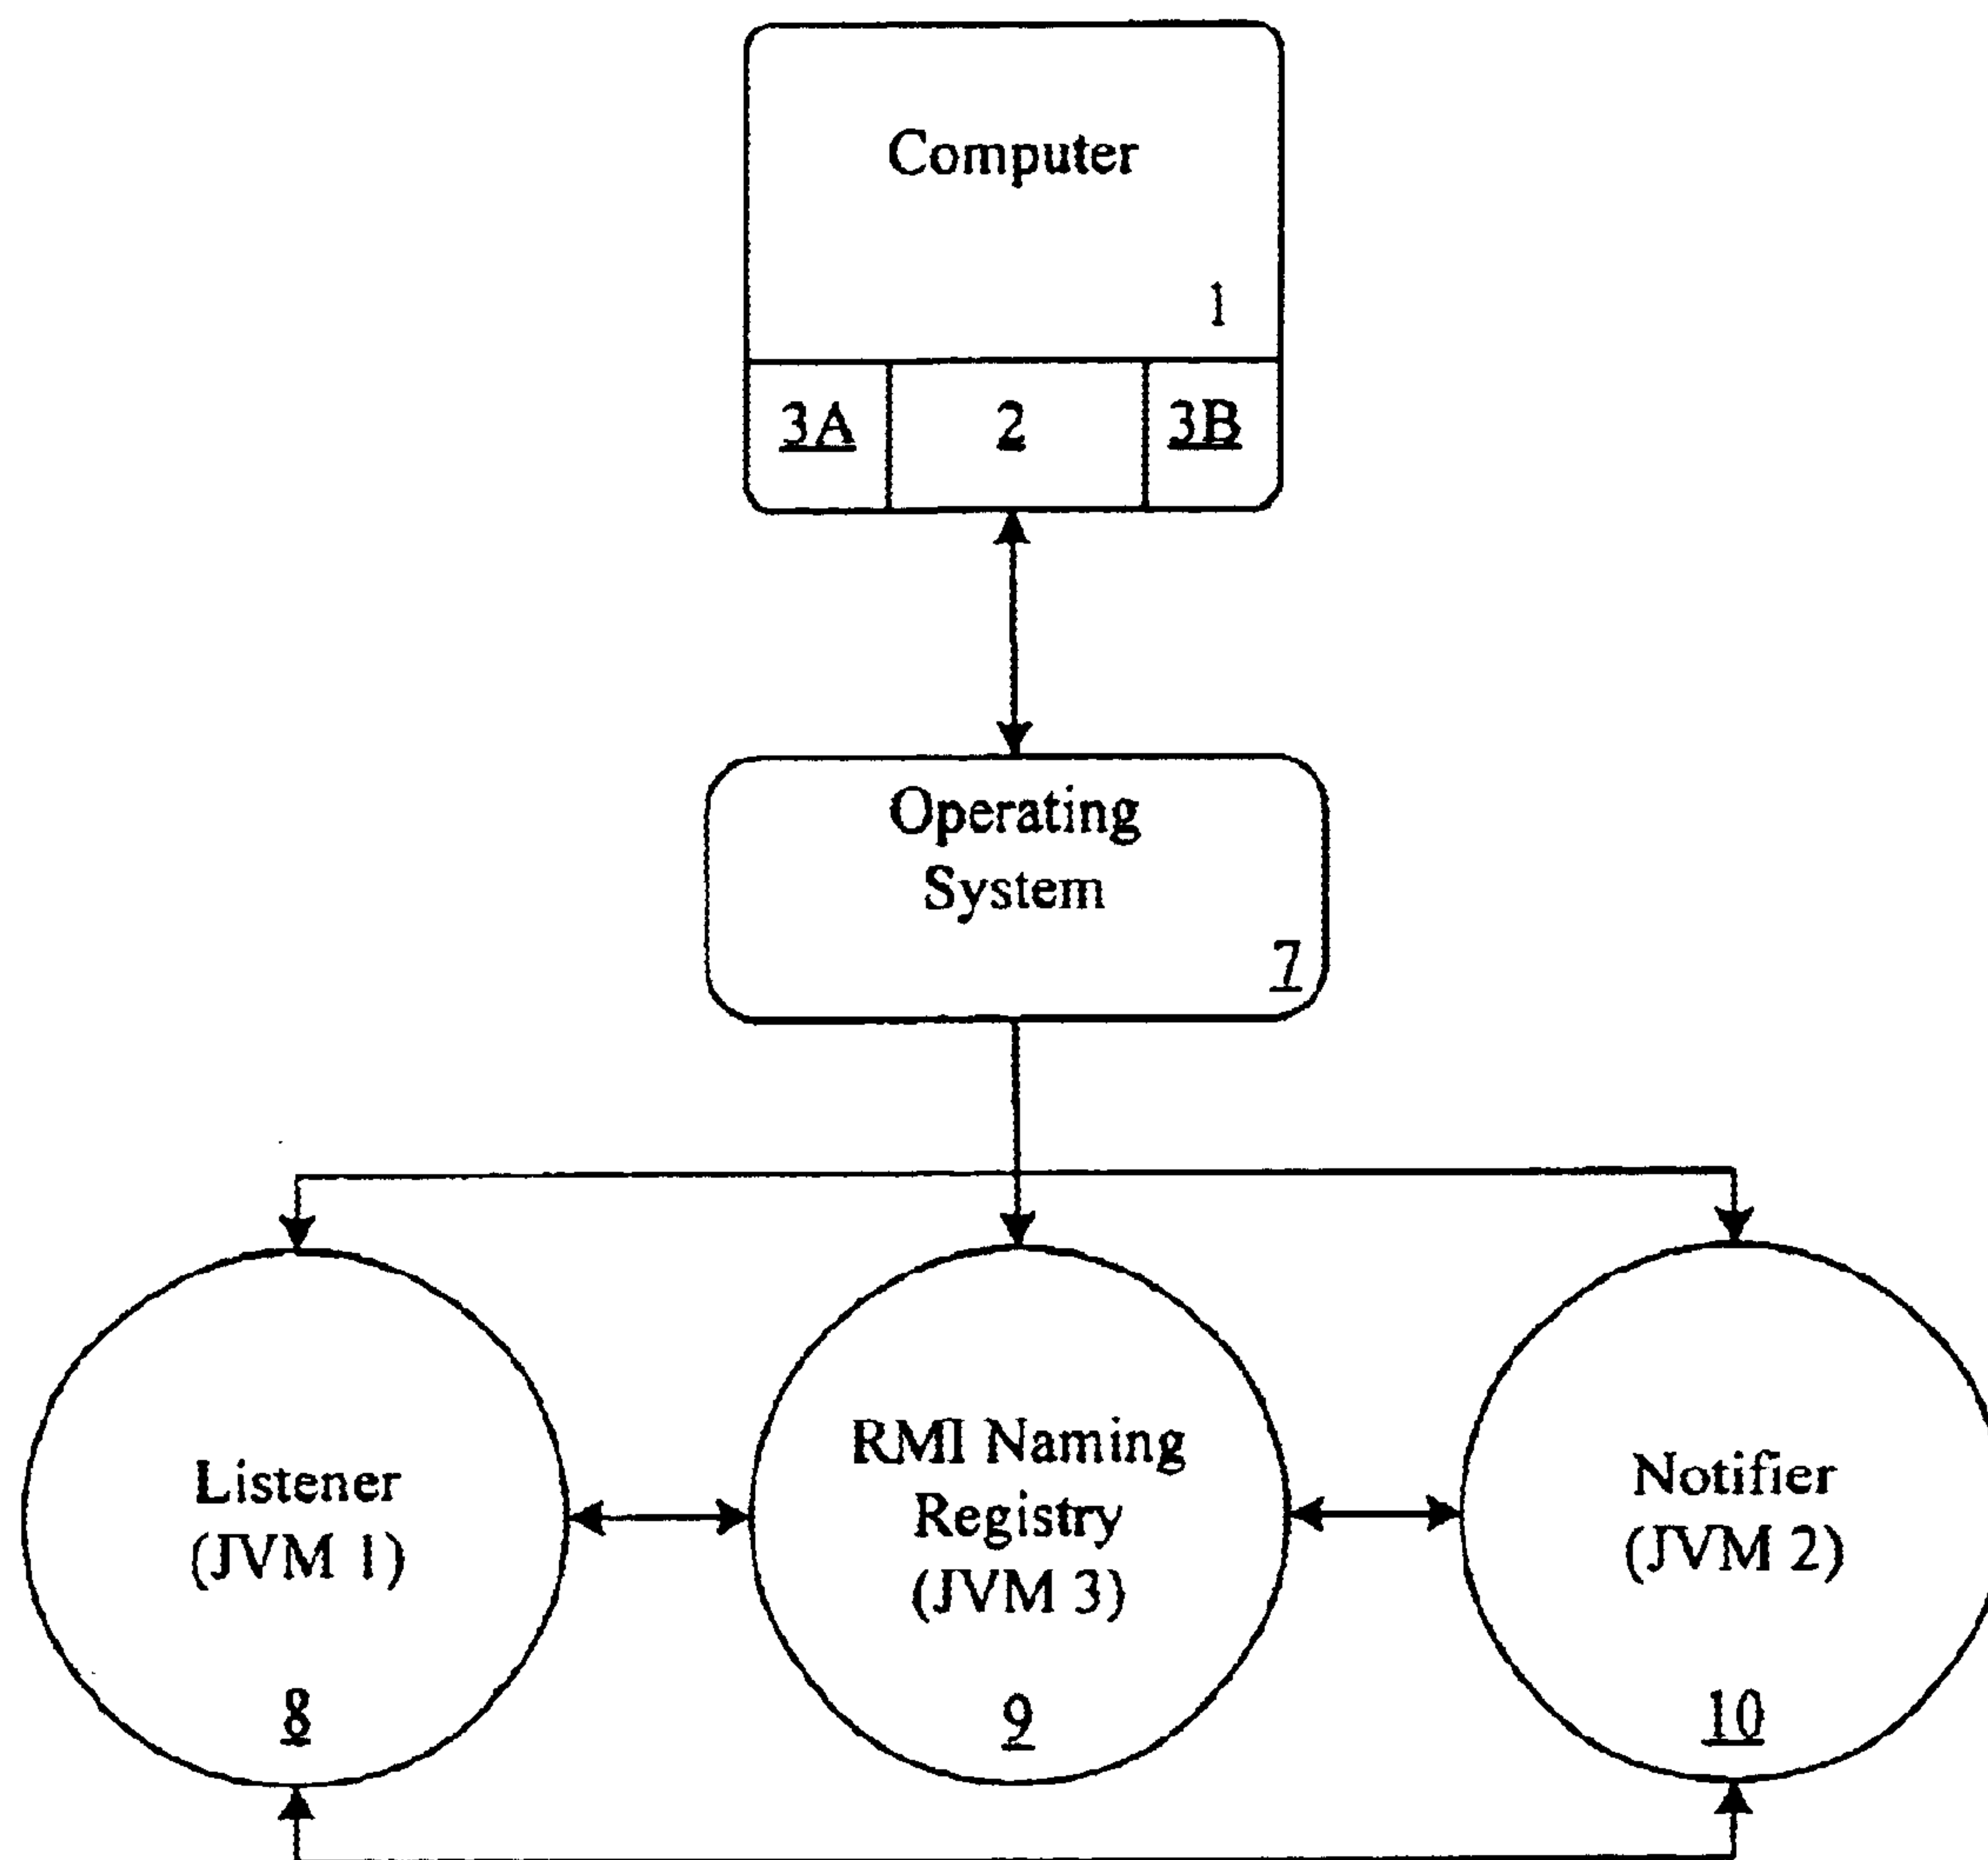 Computer
1
3A 2 3B
Operating
System
7
Listener
(JVM 1)
8
RMI Naming
Registry
(JVM 3)
9
Notifier
(JVM 2)
10